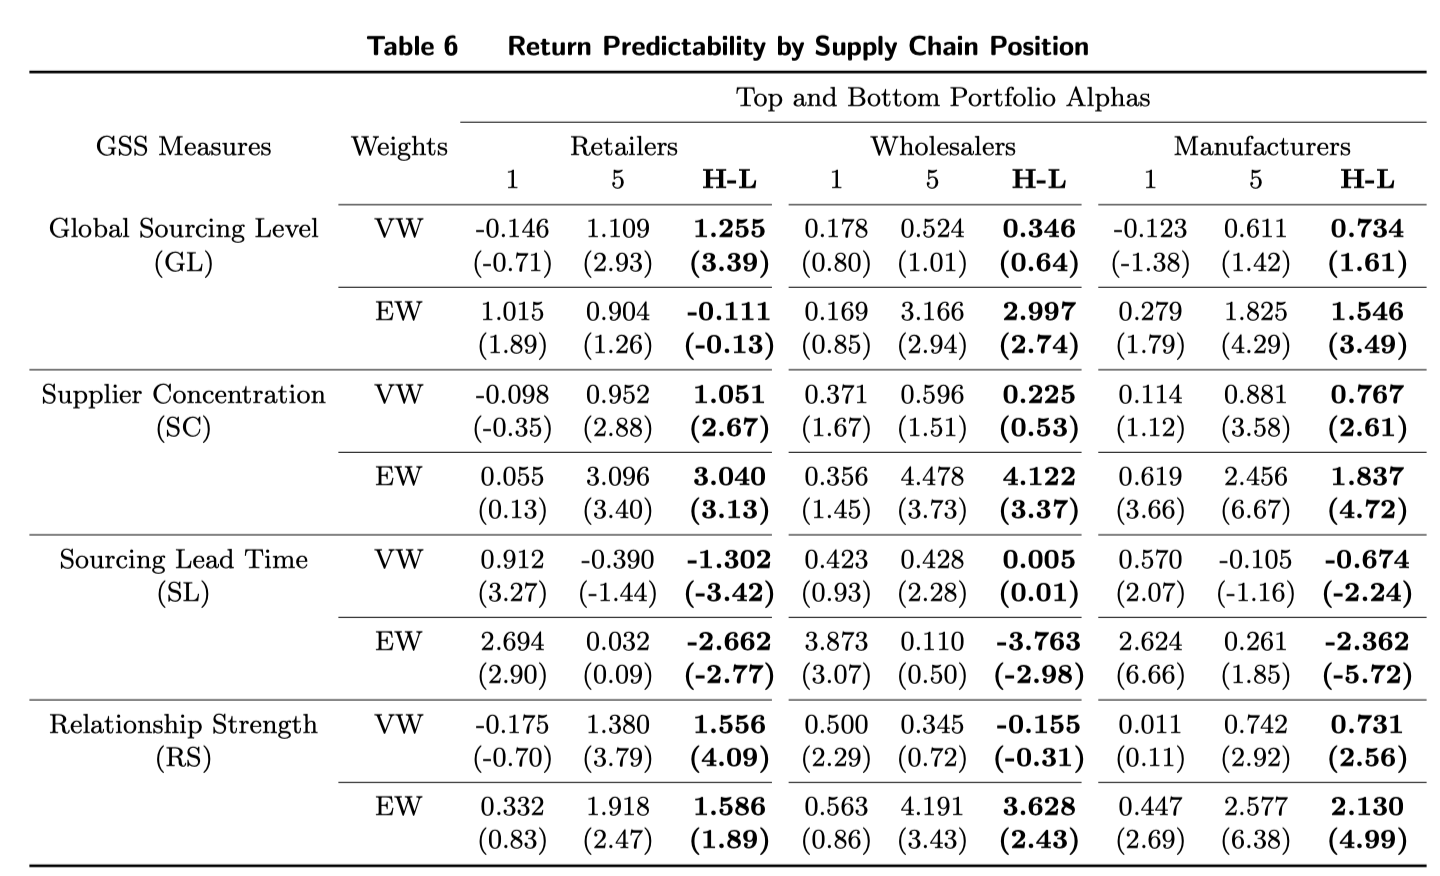 Table 6 Return Predictability by Supply Chain Position
Top and Bottom Portfolio Alphas
GSS Measures Weights Retailers Wholesalers Manufacturers
1 5 H-L 1 5 H-L 1 5 H-L
Global Sourcing Level VW -0.146 1.109 1.255 0.178 0.524 0.346 -0.123 0.611 0.734
(GL) (-0.71) (2.93) (3.39) (0.80) (1.01) (0.64) (-1.38) (1.42) (1.61)
EW 1.015 0.904 -0.111 0.169 3.166 2.997 0.279 1.825 1.546
(1.89) (1.26) (-0.13) (0.85) (2.94) (2.74) (1.79) (4.29) (3.49)
Supplier Concentration VW -0.098 0.952 1.051 0.371 0.596 0.225 0.114 0.881 0.767
(SC) (-0.35) (2.88) (2.67) (1.67) (1.51) (0.53) (1.12) (3.58) (2.61)
EW 0.055 3.096 3.040 0.356 4.478 4.122 0.619 2.456 1.837
(0.13) (3.40) (3.13) (1.45) (3.73) (3.37) (3.66) (6.67) (4.72)
Sourcing Lead Time VW 0.912 -0.390 -1.302 0.423 0.428 0.005 0.570 -0.105 -0.674
(SL) (3.27) (-1.44) (-3.42) (0.93) (2.28) (0.01) (2.07) (-1.16) (-2.24)
EW 2.694 0.032 -2.662 3.873 0.110 -3.763 2.624 0.261 -2.362
(2.90) (0.09) (-2.77) (3.07) (0.50) (-2.98) (6.66) (1.85) (-5.72)
Relationship Strength VW -0.175 1.380 1.556 0.500 0.345 -0.155 0.011 0.742 0.731
(RS) (-0.70) (3.79) (4.09) (2.29) (0.72) (-0.31) (0.11) (2.92) (2.56)
EW 0.332 1.918 1.586 0.563 4.191 3.628 0.447 2.577 2.130
(0.83) (2.47) (1.89) (0.86) (3.43) (2.43) (2.69) (6.38) (4.99)